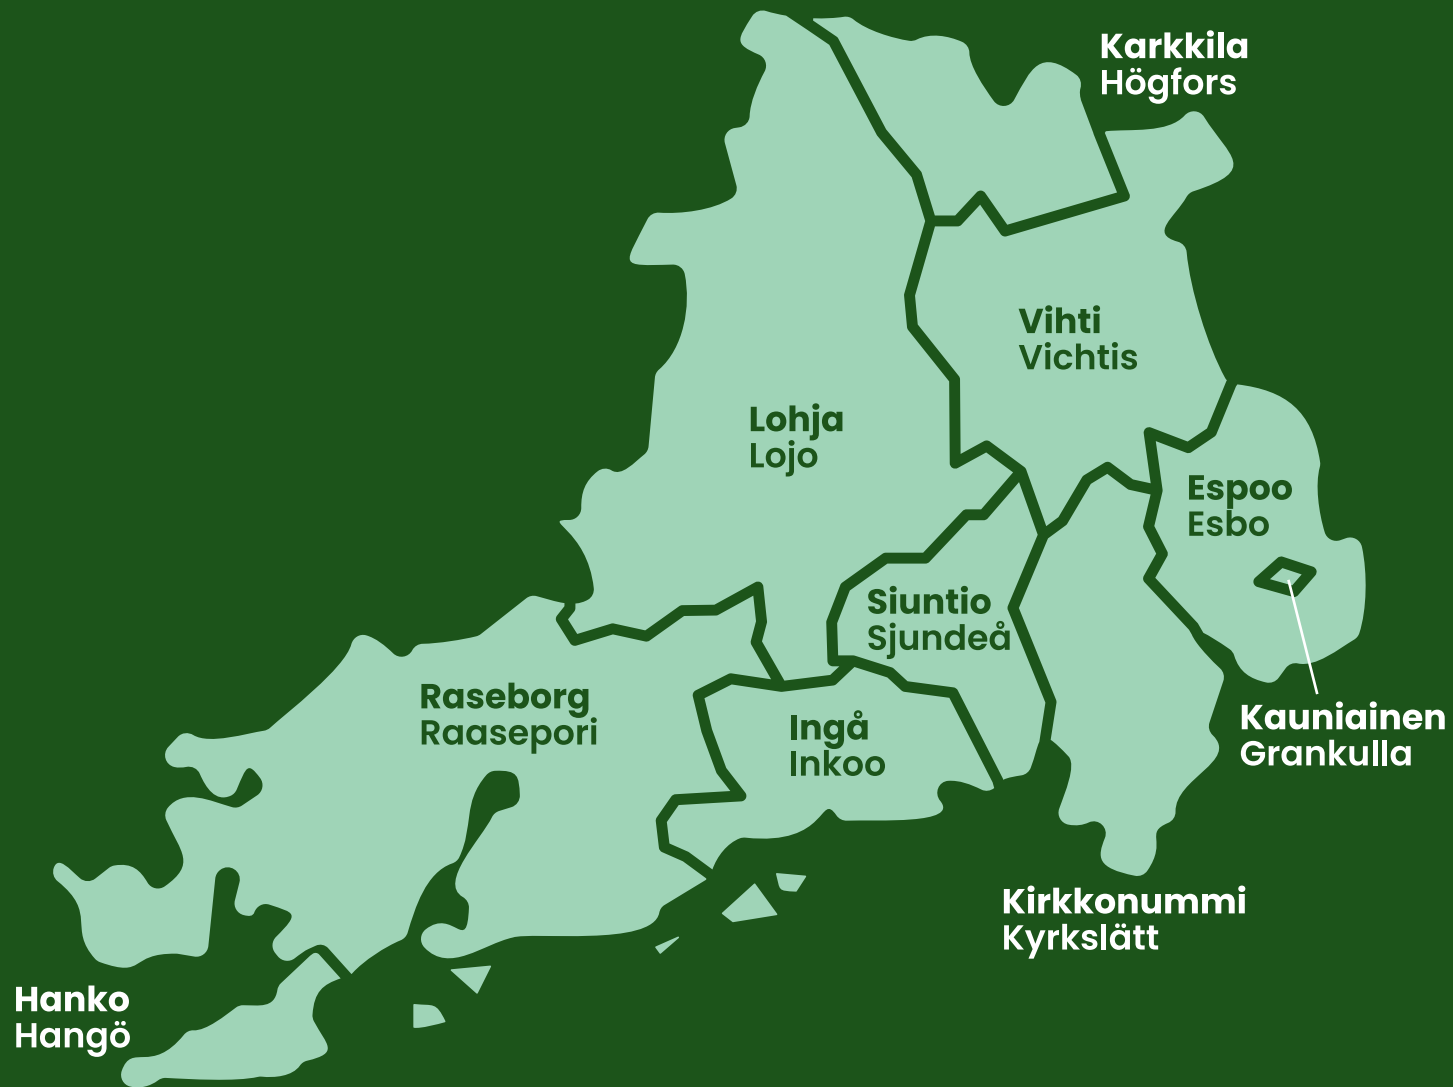 Karkkila
Högfors
Vihti
Vichtis
Lohja
Lojo
Espoo
Esbo
Siuntio
Sjundeå
Raseborg
Raasepori
Ingå
Inkoo
Kauniainen
Grankulla
Kirkkonummi
Kyrkslätt
Hanko
Hangö